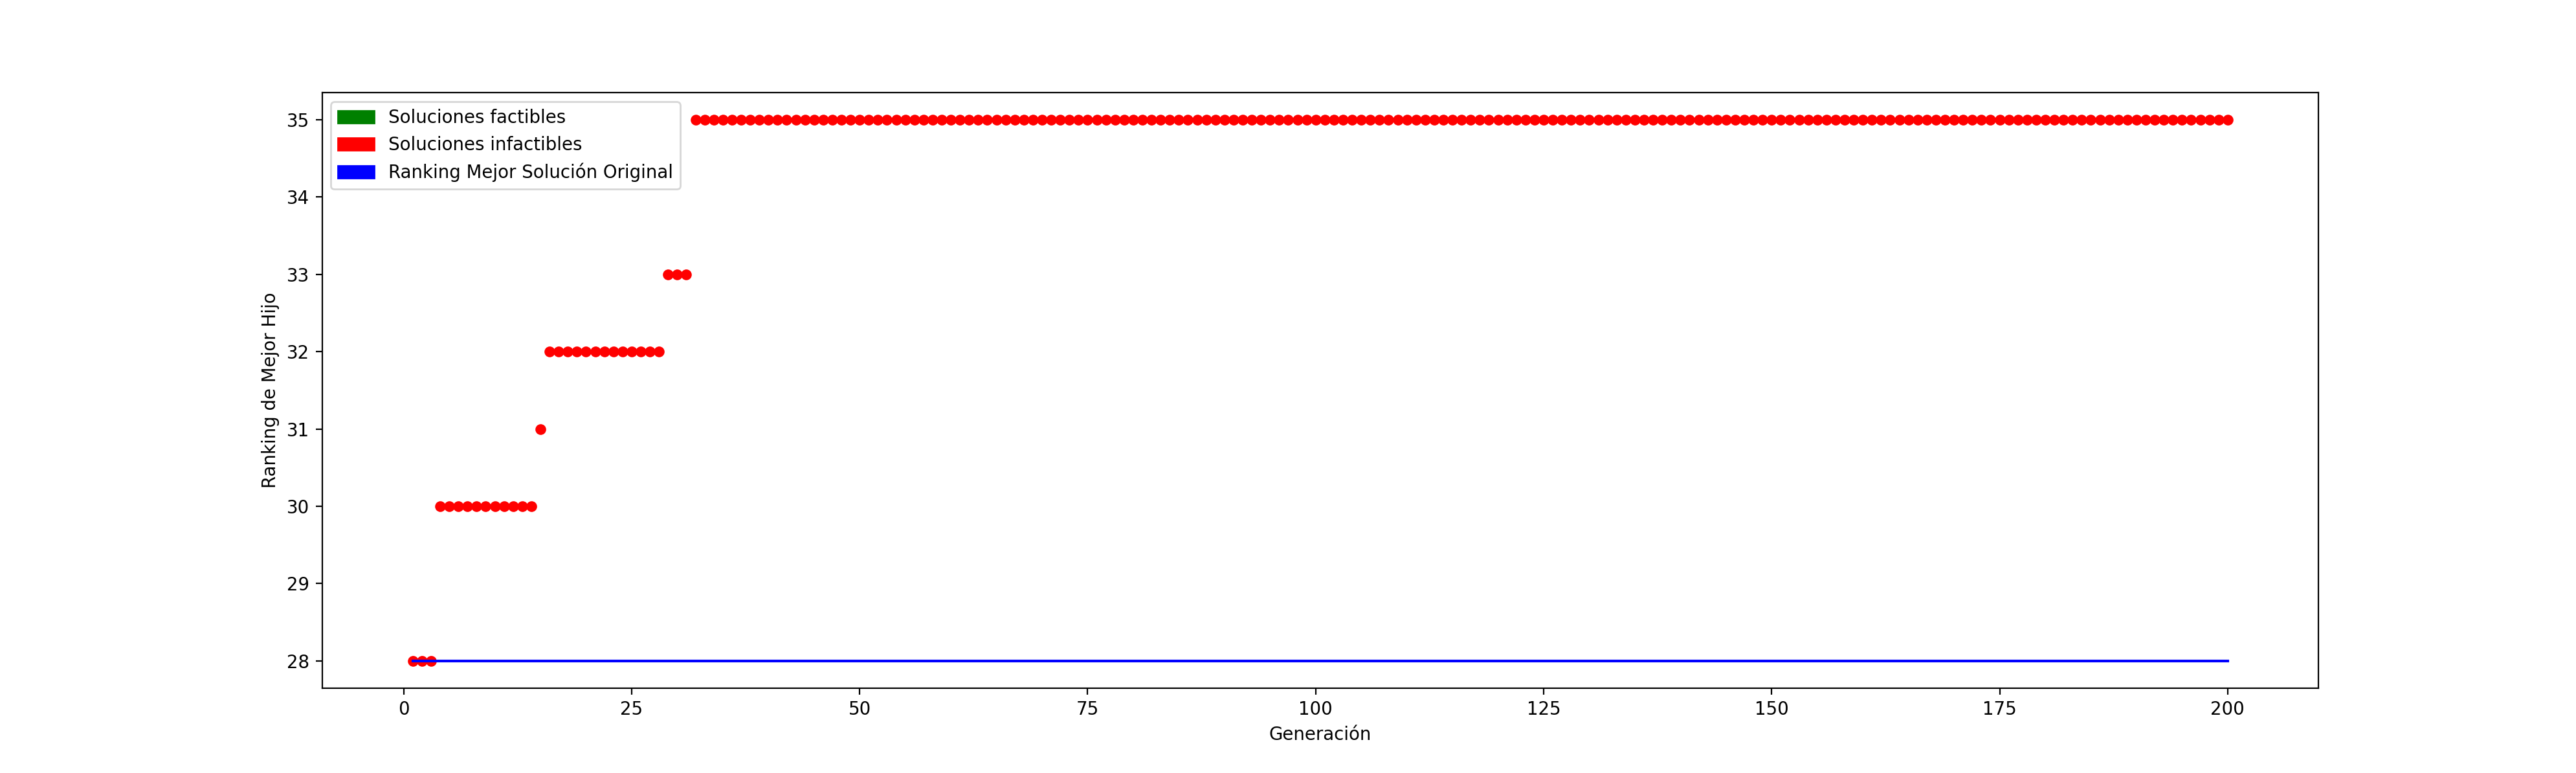 Soluciones factibles
Soluciones infactibles
Ranking Mejor Solución Original
Ranking de Mejor Hijo
35
34
33
32
31
30
29
28
0 25 50 75 100 125 150 175 200
Generación